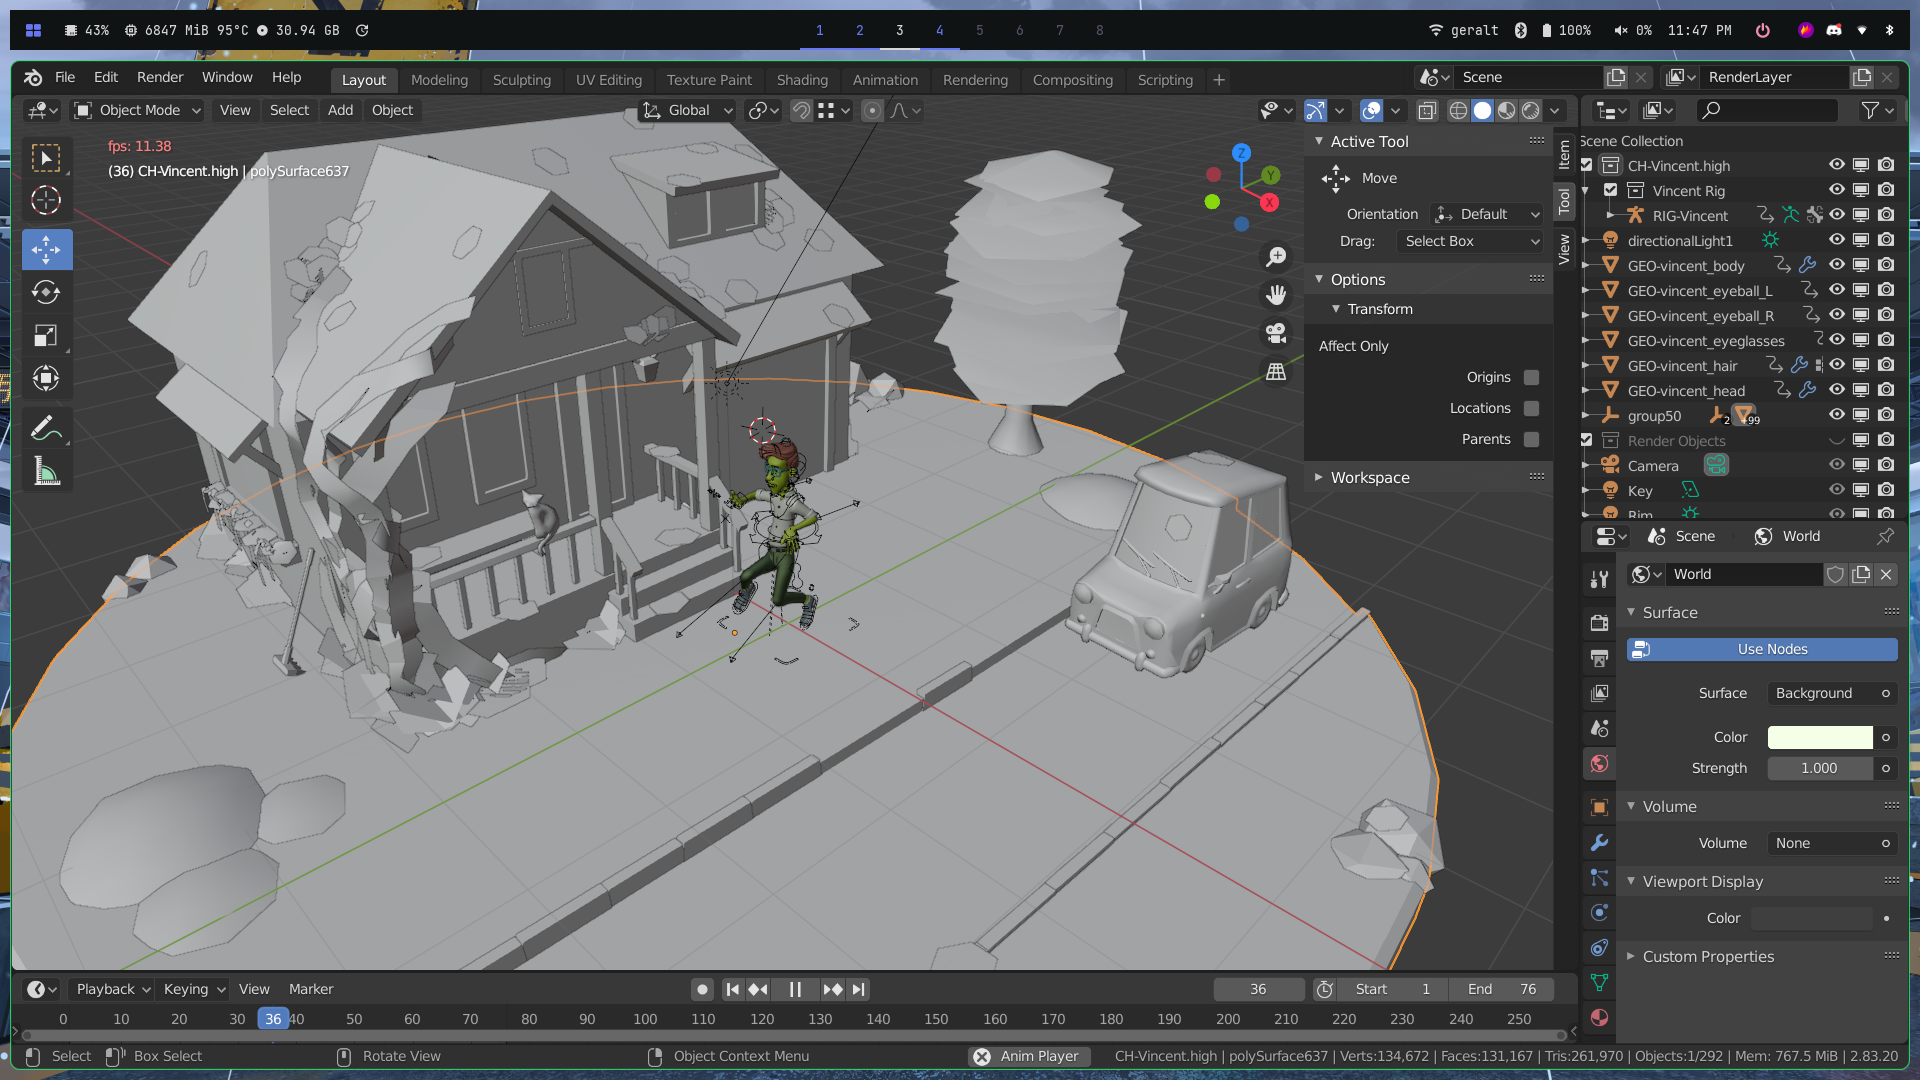 43% 6847 MiB 95°C 30.94 GB 1 2 3 4 5 6 7 8 geralt 100% 0% 11:47 PM
File Edit Render Window Help Layout Modeling Sculpting UV Editing Texture Paint Shading Animation Rendering Compositing Scripting + Scene RenderLayer
Object Mode View Select Add Object Global
fps: 11.38
(36) CH-Vincent.high | polySurface637
Z
Y
X
Active Tool
Move
Orientation Default
Drag: Select Box
Options
Transform
Affect Only
Origins
Locations
Parents
Workspace
Item
Tool
View
Scene Collection
CH-Vincent.high
Vincent Rig
RIG-Vincent
directionalLight1
GEO-vincent_body
GEO-vincent_eyeball_L
GEO-vincent_eyeball_R
GEO-vincent_eyeglasses
GEO-vincent_hair
GEO-vincent_head
group50 2 99
Render Objects
Camera
Key
Rim
Scene World
World
Surface
Use Nodes
Surface Background
Color
Strength 1.000
Volume
Volume None
Viewport Display
Color
Custom Properties
Playback Keying View Marker 36 Start 1 End 76
0 10 20 30 36 40 50 60 70 80 90 100 110 120 130 140 150 160 170 180 190 200 210 220 230 240 250
Select Box Select Rotate View Object Context Menu Anim Player CH-Vincent.high | polySurface637 | Verts:134,672 | Faces:131,167 | Tris:261,970 | Objects:1/292 | Mem: 767.5 MiB | 2.83.20